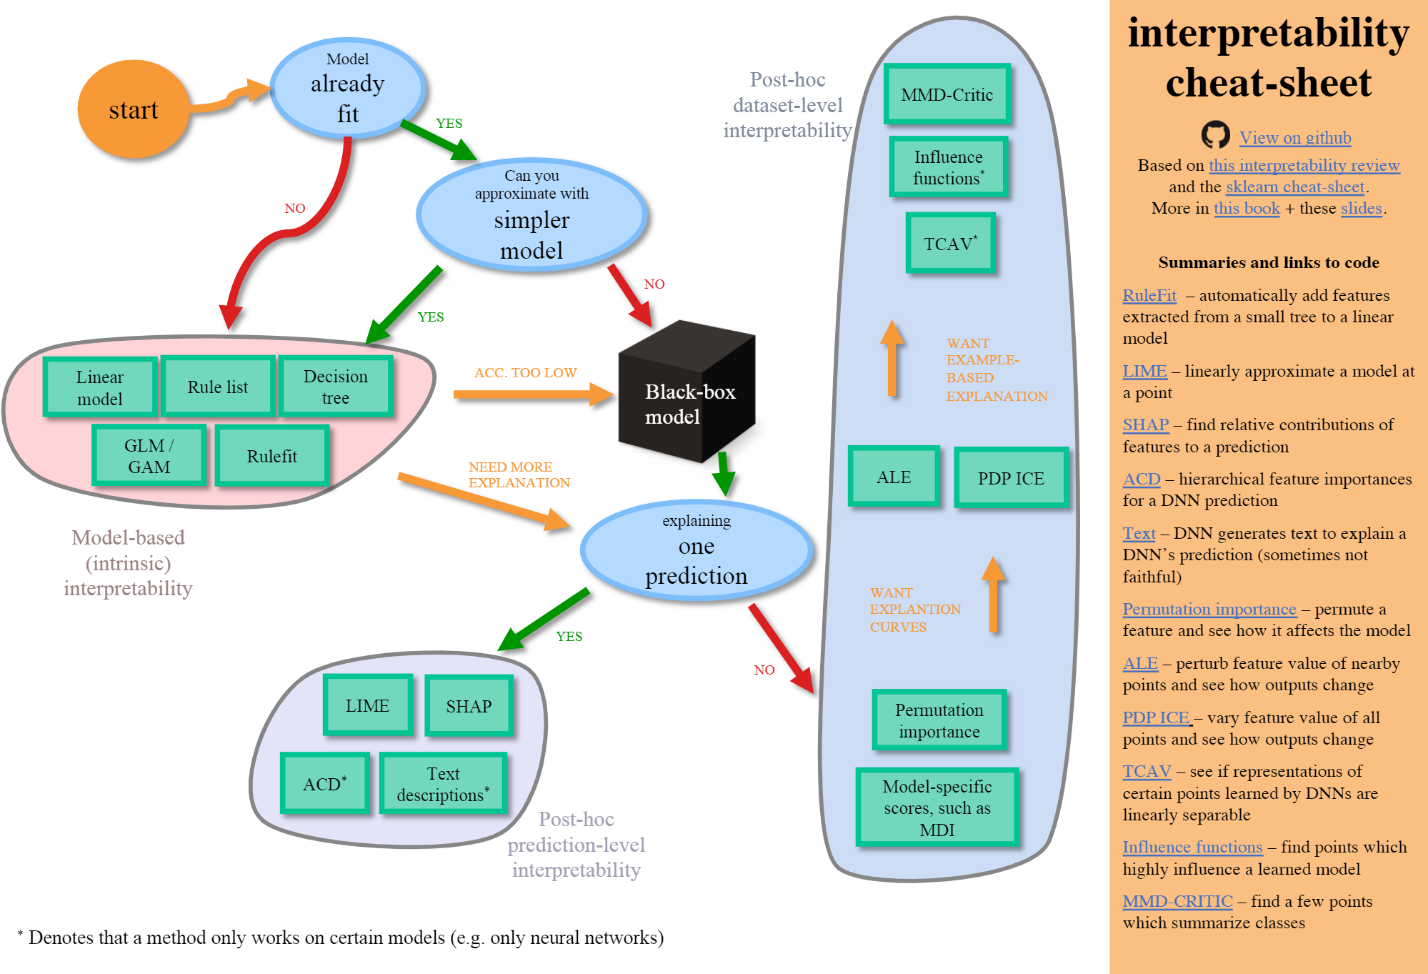 start
Model
already
fit
YES
NO
Can you
approximate with
simpler
model
YES
NO
Linear
model
Rule list
Decision
tree
GLM /
GAM
Rulefit
Model-based
(intrinsic)
interpretability
ACC. TOO LOW
NEED MORE
EXPLANATION
Black-box
model
explaining
one
prediction
YES
NO
LIME
SHAP
ACD*
Text
descriptions*
Post-hoc
prediction-level
interpretability
Post-hoc
dataset-level
interpretability
MMD-Critic
Influence
functions*
TCAV*
WANT
EXAMPLE-
BASED
EXPLANATION
ALE
PDP ICE
WANT
EXPLANTION
CURVES
Permutation
importance
Model-specific
scores, such as
MDI
* Denotes that a method only works on certain models (e.g. only neural networks)
interpretability
cheat-sheet
View on github
Based on this interpretability review
and the sklearn cheat-sheet.
More in this book + these slides.
Summaries and links to code
RuleFit – automatically add features
extracted from a small tree to a linear
model
LIME – linearly approximate a model at
a point
SHAP – find relative contributions of
features to a prediction
ACD – hierarchical feature importances
for a DNN prediction
Text – DNN generates text to explain a
DNN’s prediction (sometimes not
faithful)
Permutation importance – permute a
feature and see how it affects the model
ALE – perturb feature value of nearby
points and see how outputs change
PDP ICE – vary feature value of all
points and see how outputs change
TCAV – see if representations of
certain points learned by DNNs are
linearly separable
Influence functions – find points which
highly influence a learned model
MMD-CRITIC – find a few points
which summarize classes